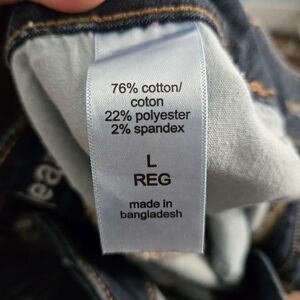 76% cotton/
coton
22% polyester
2% spandex
L
REG
made in
bangladesh